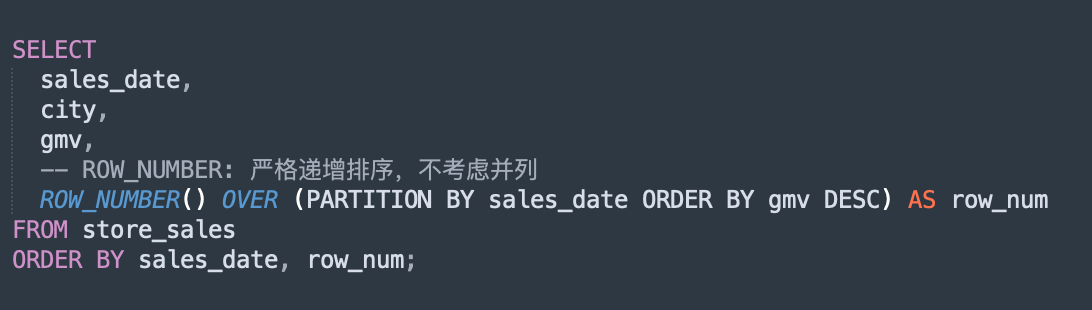 SELECT
sales_date,
city,
gmv,
-- ROW_NUMBER: 严格递增排序，不考虑并列
ROW_NUMBER() OVER (PARTITION BY sales_date ORDER BY gmv DESC) AS row_num
FROM store_sales
ORDER BY sales_date, row_num;